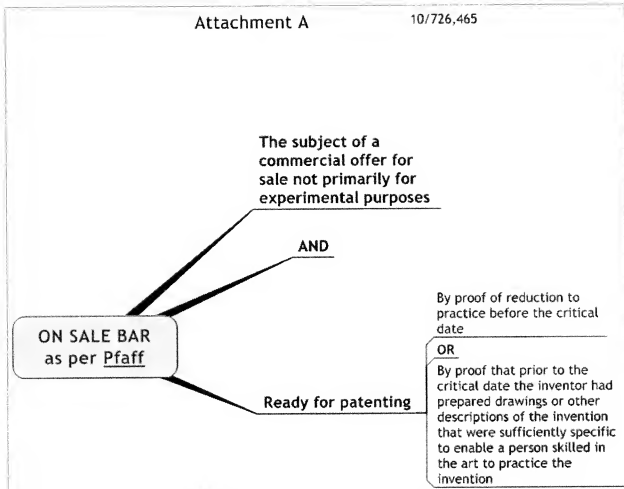 Attachment A
10/726,465
The subject of a
commercial offer for
sale not primarily for
experimental purposes
AND
ON SALE BAR
as per Pfaff
Ready for patenting
By proof of reduction to
practice before the critical
date
OR
By proof that prior to the
critical date the inventor had
prepared drawings or other
descriptions of the invention
that were sufficiently specific
to enable a person skilled in
the art to practice the
invention